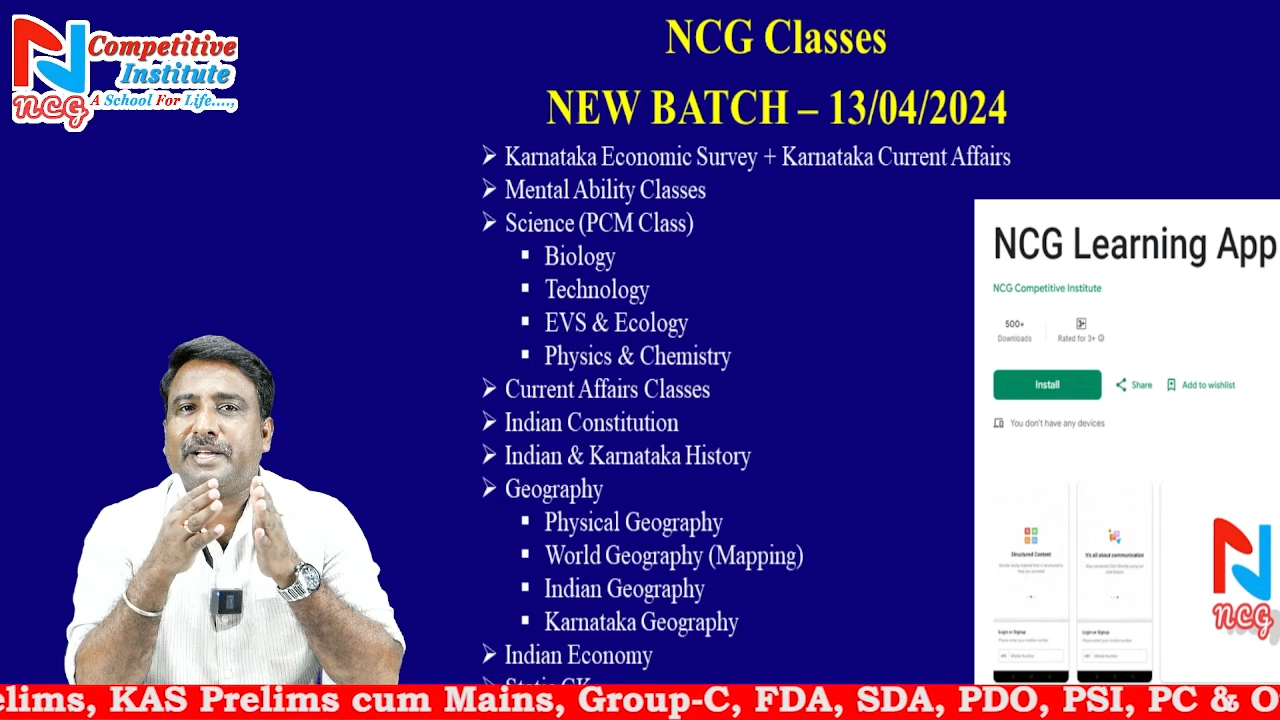 Competitive
Institute
NCG
A School For Life....,
NCG Classes
NEW BATCH – 13/04/2024
Karnataka Economic Survey + Karnataka Current Affairs
Mental Ability Classes
Science (PCM Class)
Biology
Technology
EVS & Ecology
Physics & Chemistry
Current Affairs Classes
Indian Constitution
Indian & Karnataka History
Geography
Physical Geography
World Geography (Mapping)
Indian Geography
Karnataka Geography
Indian Economy
Static GK
NCG Learning App
NCG Competitive Institute
500+
Downloads
3+
Rated for 3+
Install
Share
Add to wishlist
You don't have any devices
Structured Content
It's all about communication
Login or Signup
Login or Signup
NCG
elims, KAS Prelims cum Mains, Group-C, FDA, SDA, PDO, PSI, PC & O